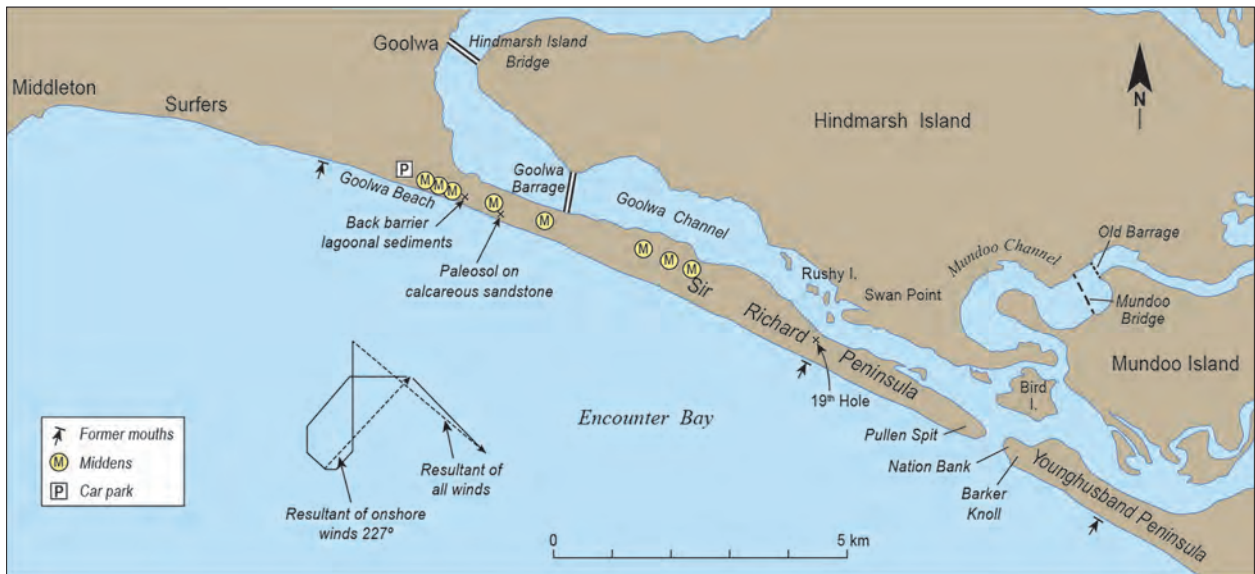 Goolwa
Hindmarsh Island
Bridge
Middleton
Surfers
N
Hindmarsh Island
P
M
M
M
Goolwa Beach
M
M
Goolwa
Barrage
Goolwa Channel
Back barrier
lagoonal sediments
Paleosol on
calcareous sandstone
M
M
M
Rushy I.
Swan Point
Mundoo Channel
Old Barrage
Mundoo
Bridge
Mundoo Island
Sir
Richard
Peninsula
19th Hole
Bird
I.
Encounter Bay
Pullen Spit
Nation Bank
Barker
Knoll
Younghusband Peninsula
Resultant of
all winds
Resultant of onshore
winds 227°
Former mouths
M Middens
P Car park
0
5 km